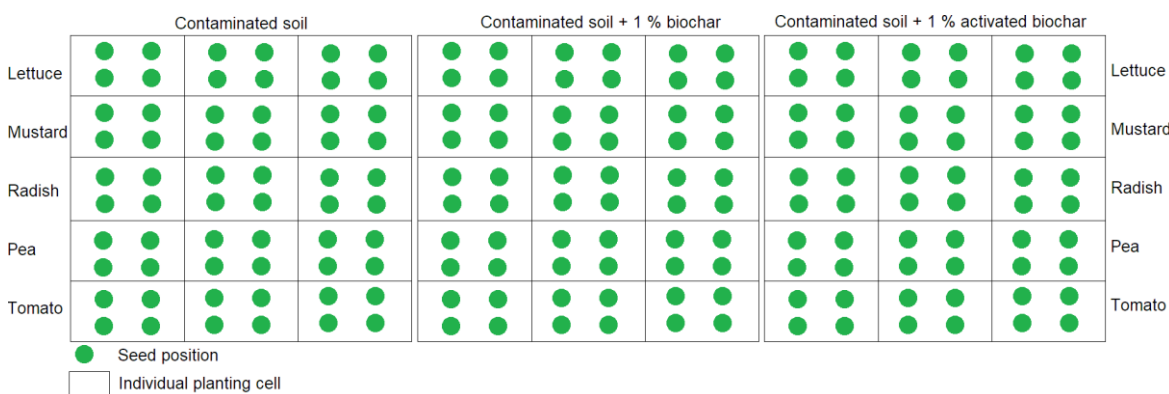 Contaminated soil
Contaminated soil + 1 % biochar
Contaminated soil + 1 % activated biochar
Lettuce
Lettuce
Mustard
Mustard
Radish
Radish
Pea
Pea
Tomato
Tomato
Seed position
Individual planting cell